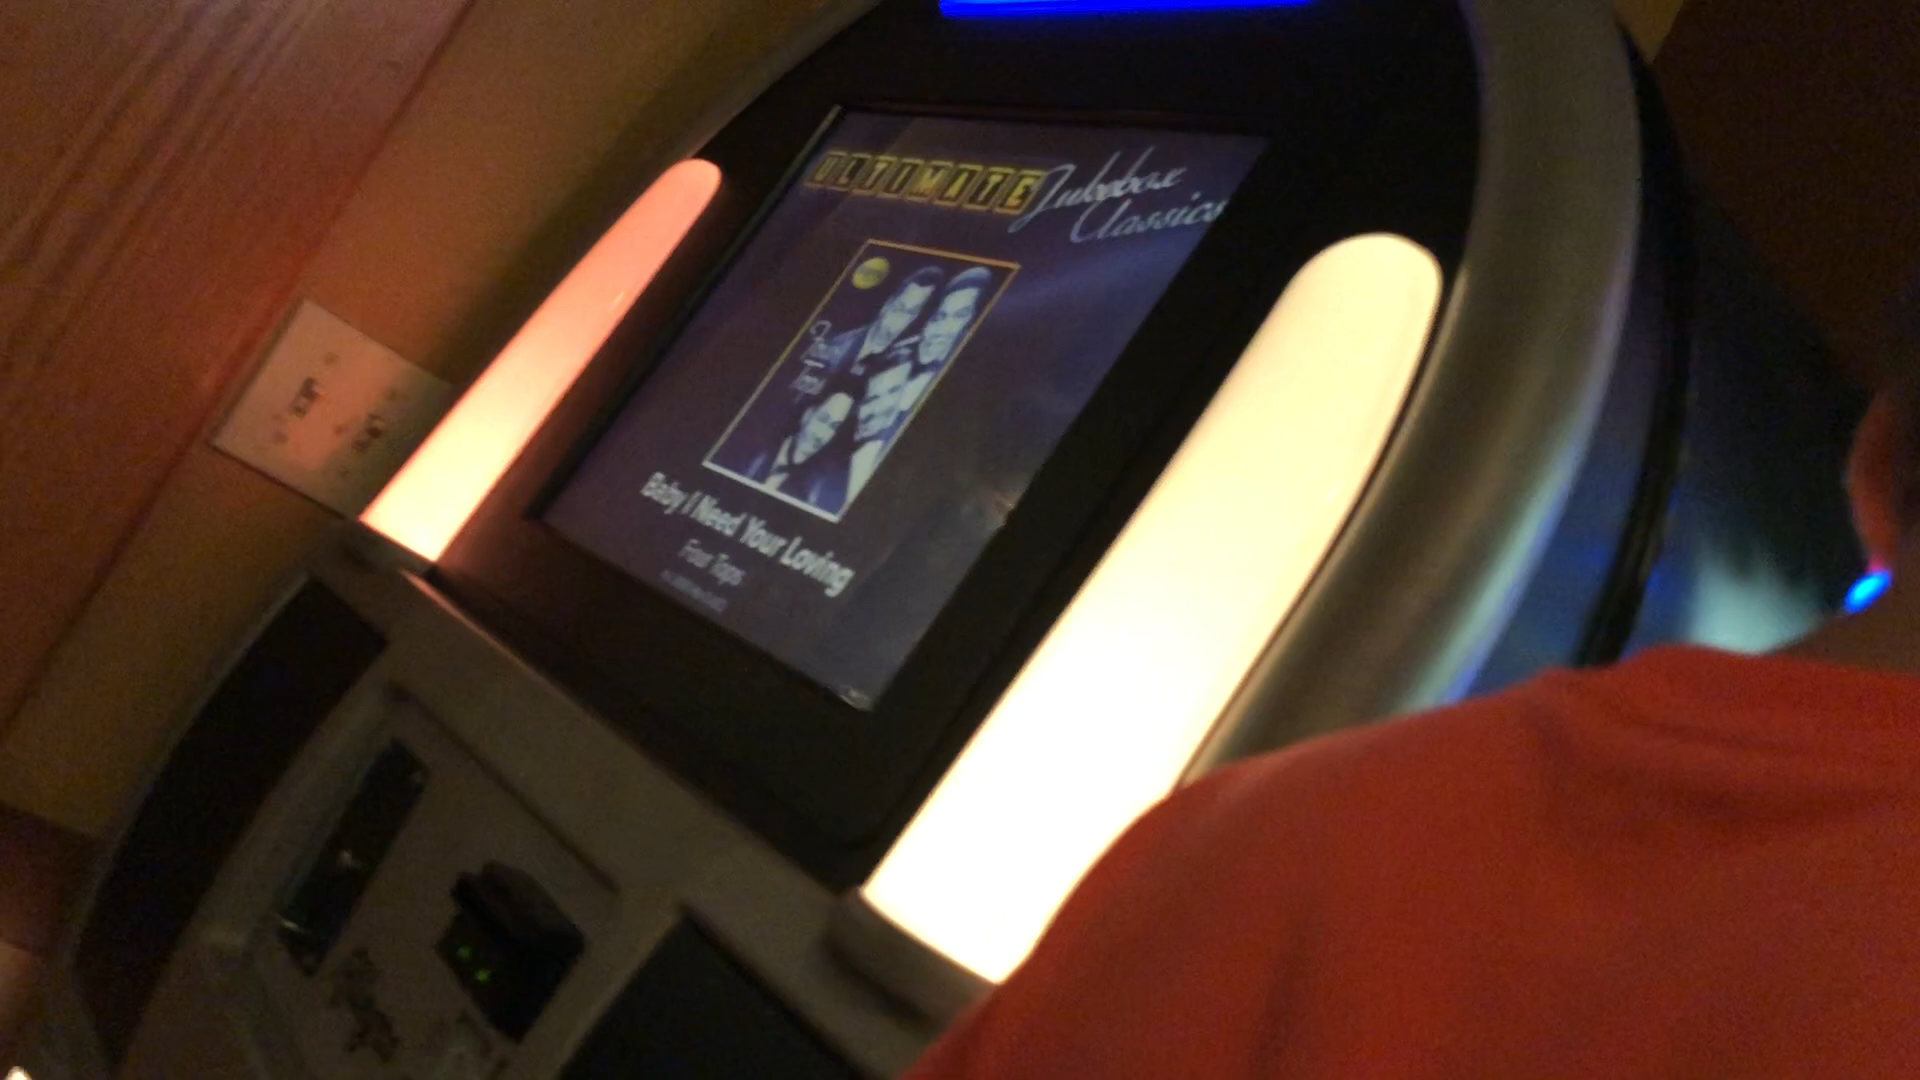 ULTIMATE Jukebox
Classics
Four
Tops
Baby I Need Your Loving
Four Tops